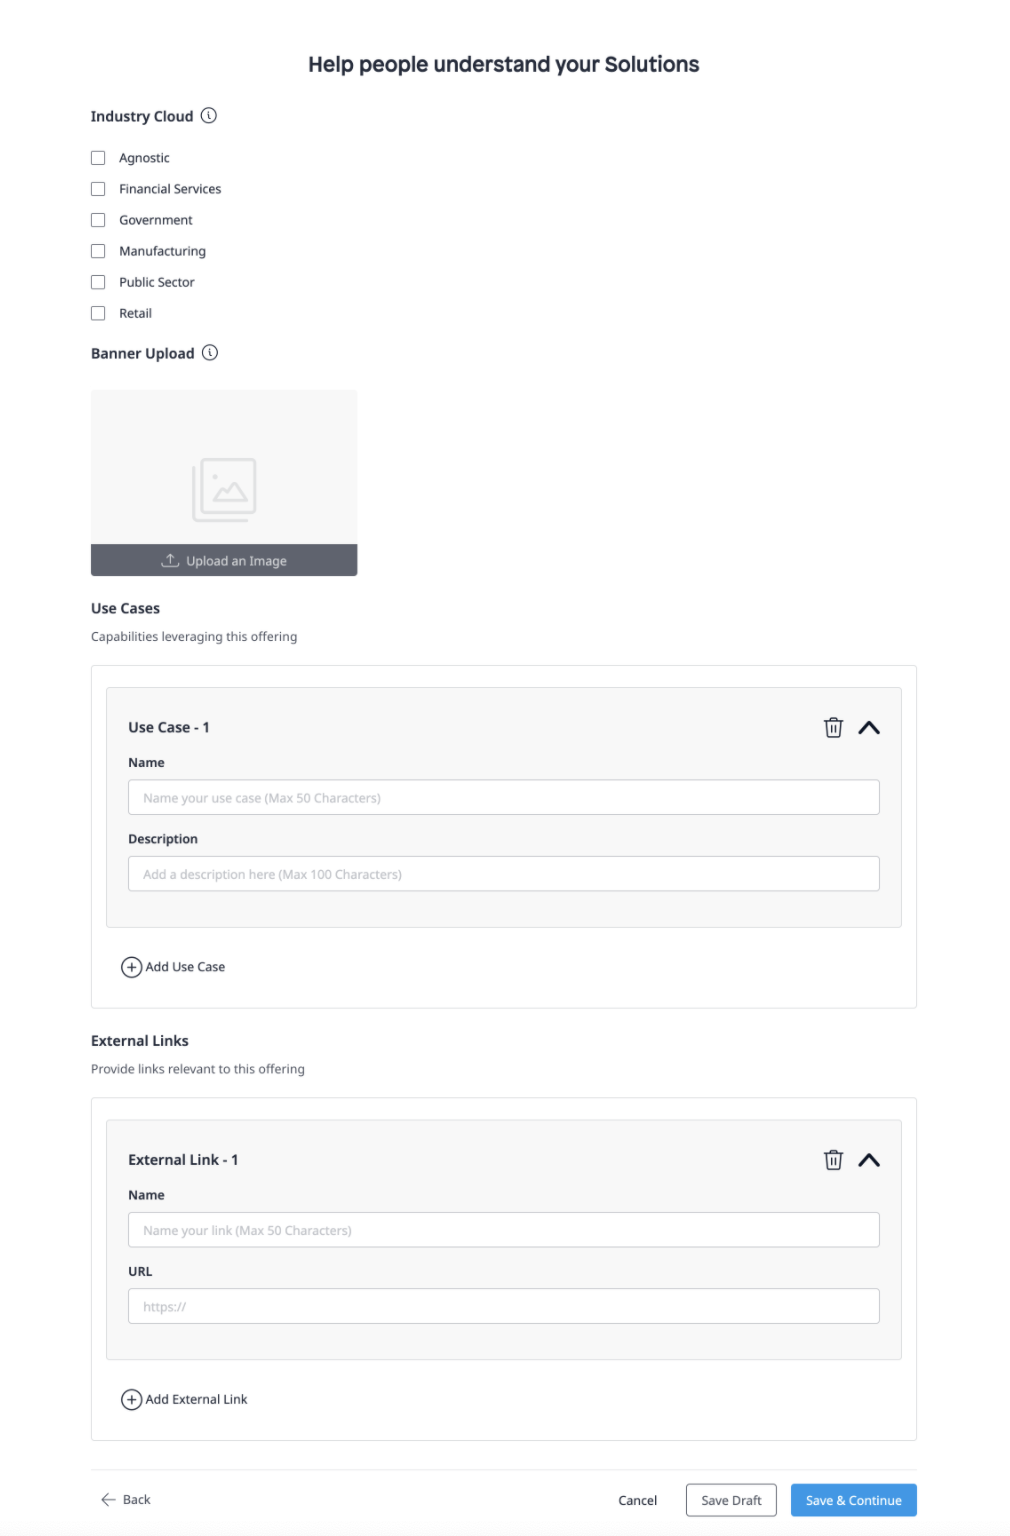 Help people understand your Solutions
Industry Cloud
Agnostic
Financial Services
Government
Manufacturing
Public Sector
Retail
Banner Upload
Upload an Image
Use Cases
Capabilities leveraging this offering
Use Case - 1
Name
Name your use case (Max 50 Characters)
Description
Add a description here (Max 100 Characters)
Add Use Case
External Links
Provide links relevant to this offering
External Link - 1
Name
Name your link (Max 50 Characters)
URL
https://
Add External Link
Back Cancel Save Draft Save & Continue